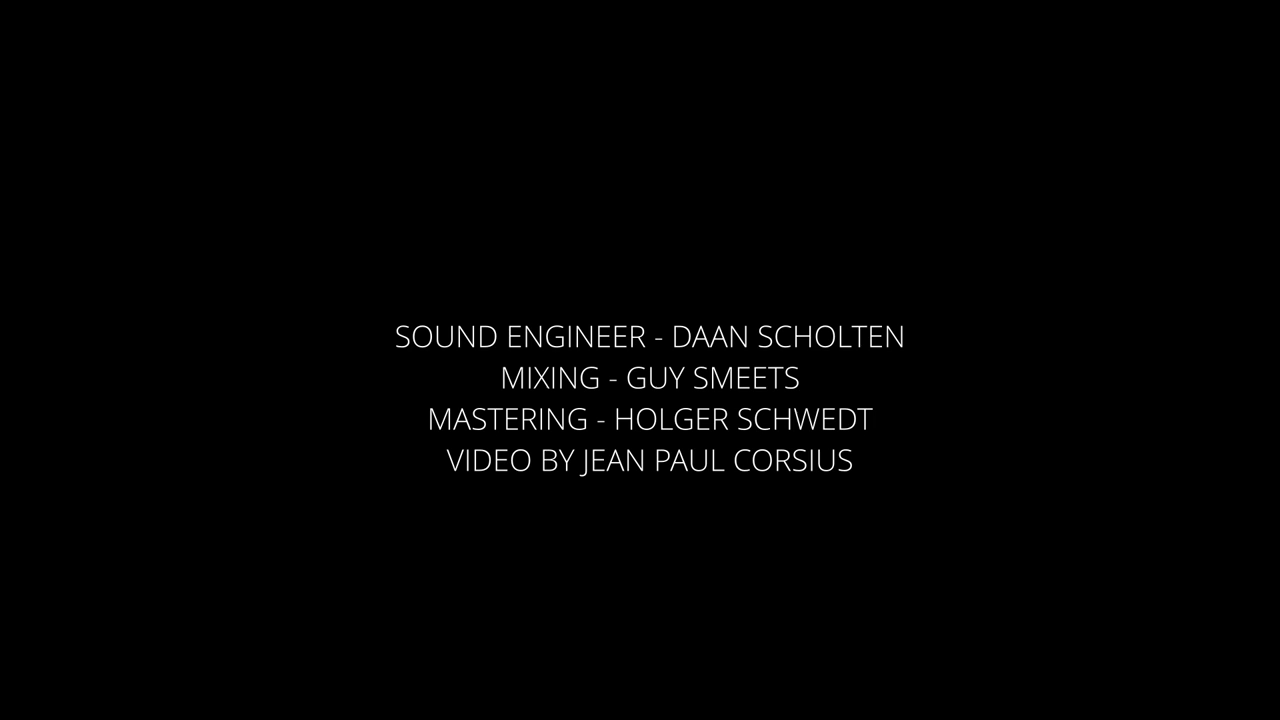 SOUND ENGINEER - DAAN SCHOLTEN
MIXING - GUY SMEETS
MASTERING - HOLGER SCHWEDT
VIDEO BY JEAN PAUL CORSIUS